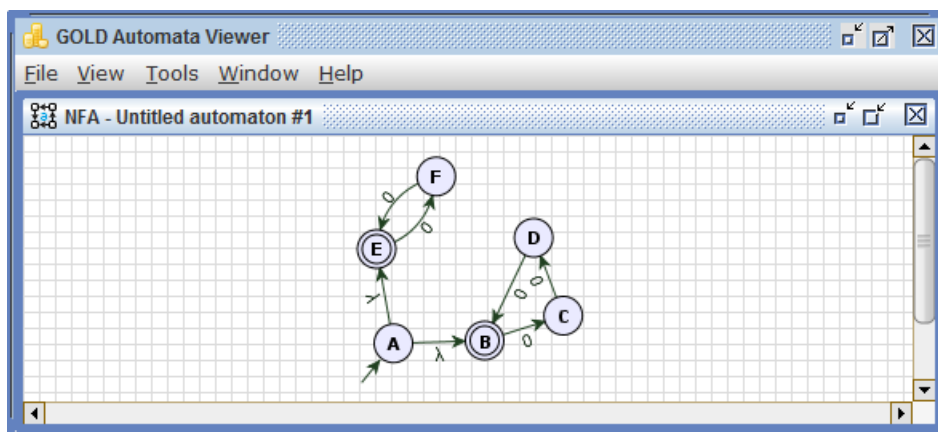 GOLD Automata Viewer
File View Tools Window Help
NFA - Untitled automaton #1
F
0
0
E
D
0
0
λ
C
A
B
0
λ